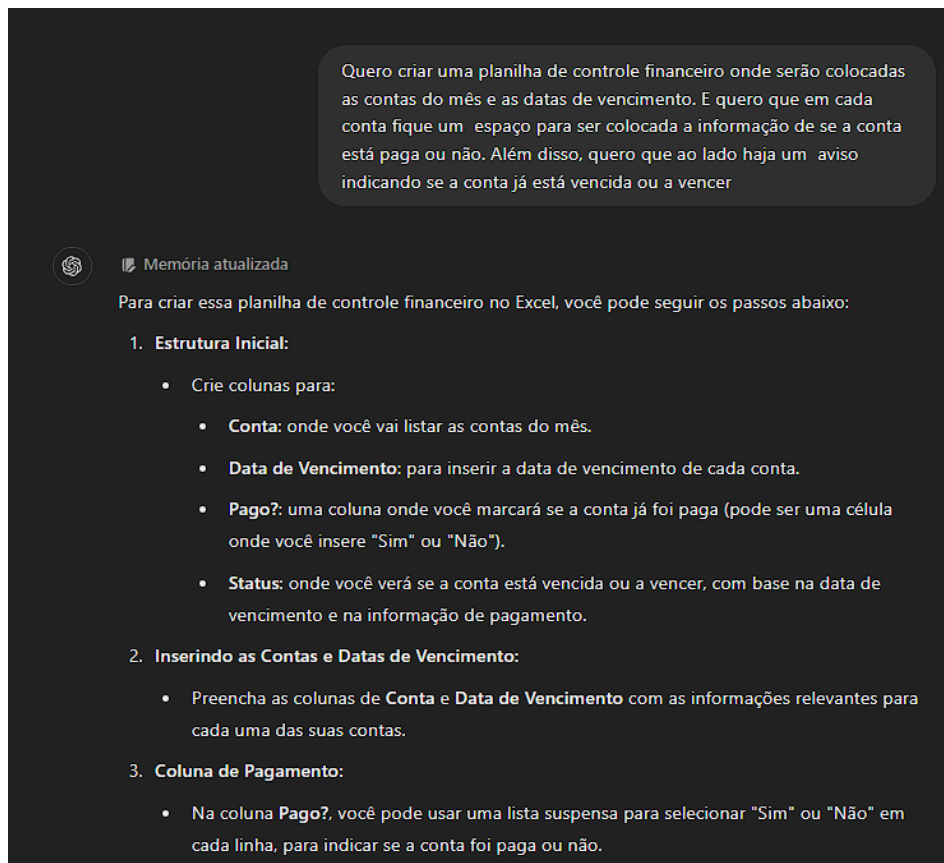 Quero criar uma planilha de controle financeiro onde serão colocadas
as contas do mês e as datas de vencimento. E quero que em cada
conta fique um  espaço para ser colocada a informação de se a conta
está paga ou não. Além disso, quero que ao lado haja um  aviso
indicando se a conta já está vencida ou a vencer
Memória atualizada
Para criar essa planilha de controle financeiro no Excel, você pode seguir os passos abaixo:
1. Estrutura Inicial:
• Crie colunas para:
• Conta: onde você vai listar as contas do mês.
• Data de Vencimento: para inserir a data de vencimento de cada conta.
• Pago?: uma coluna onde você marcará se a conta já foi paga (pode ser uma célula
onde você insere "Sim" ou "Não").
• Status: onde você verá se a conta está vencida ou a vencer, com base na data de
vencimento e na informação de pagamento.
2. Inserindo as Contas e Datas de Vencimento:
• Preencha as colunas de Conta e Data de Vencimento com as informações relevantes para
cada uma das suas contas.
3. Coluna de Pagamento:
• Na coluna Pago?, você pode usar uma lista suspensa para selecionar "Sim" ou "Não" em
cada linha, para indicar se a conta foi paga ou não.